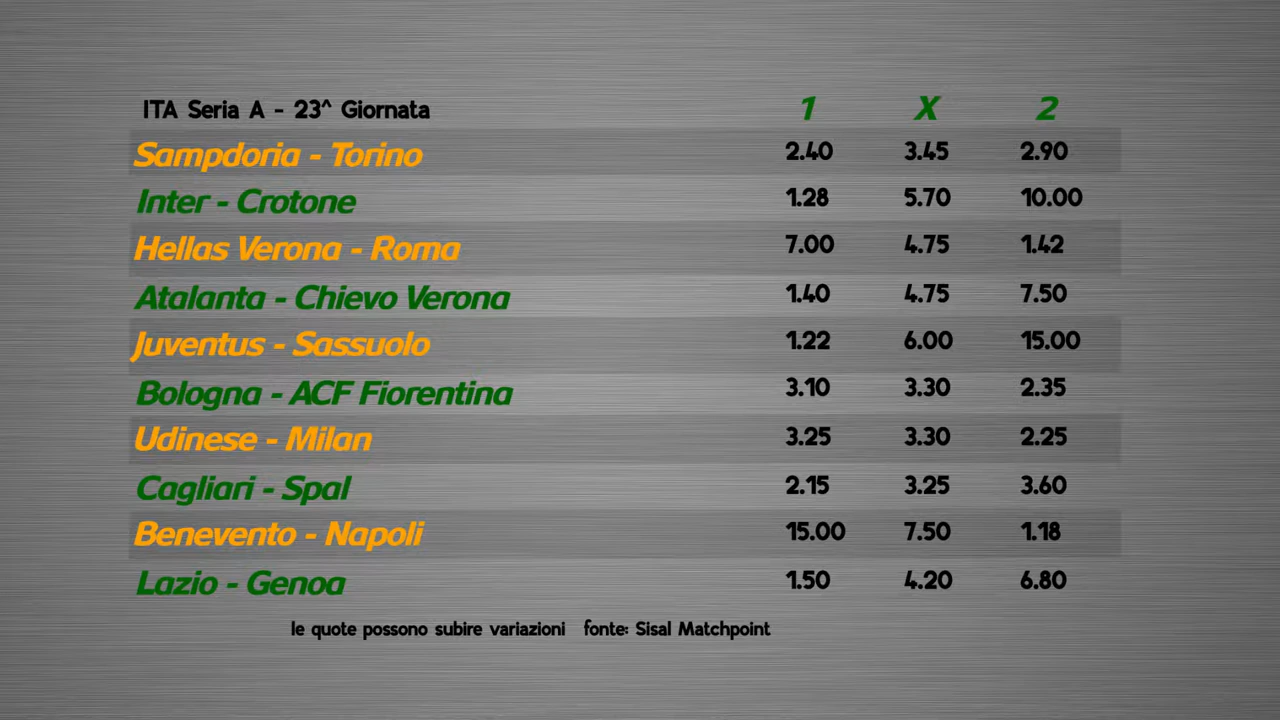 ITA Seria A - 23^ Giornata 1 X 2
Sampdoria - Torino 2.40 3.45 2.90
Inter - Crotone 1.28 5.70 10.00
Hellas Verona - Roma 7.00 4.75 1.42
Atalanta - Chievo Verona 1.40 4.75 7.50
Juventus - Sassuolo 1.22 6.00 15.00
Bologna - ACF Fiorentina 3.10 3.30 2.35
Udinese - Milan 3.25 3.30 2.25
Cagliari - Spal 2.15 3.25 3.60
Benevento - Napoli 15.00 7.50 1.18
Lazio - Genoa 1.50 4.20 6.80
le quote possono subire variazioni fonte: Sisal Matchpoint